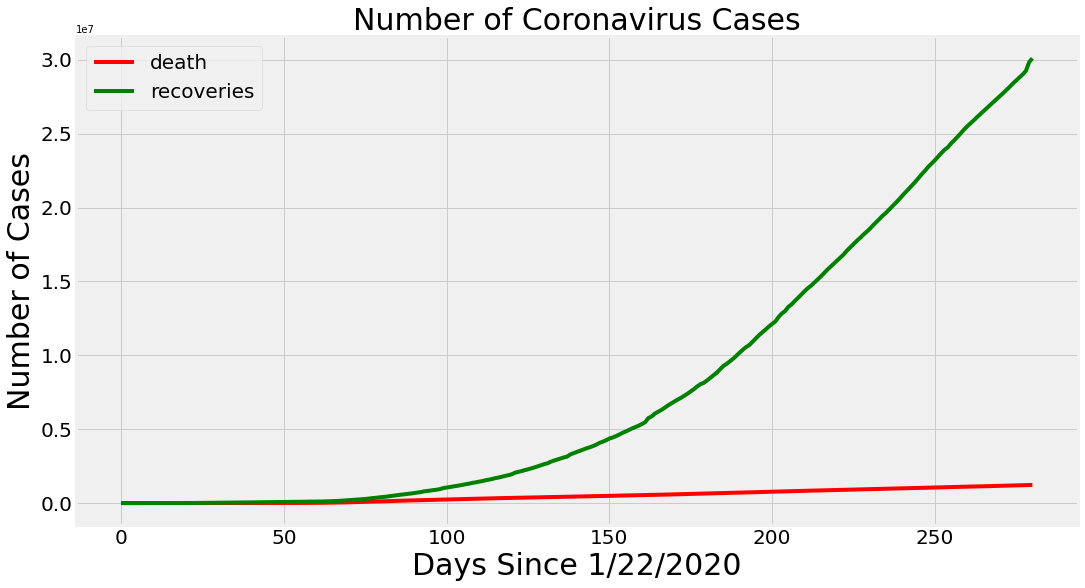 Number of Coronavirus Cases
1e7
death
recoveries
3.0
2.5
2.0
1.5
1.0
0.5
0.0
Number of Cases
0 50 100 150 200 250
Days Since 1/22/2020